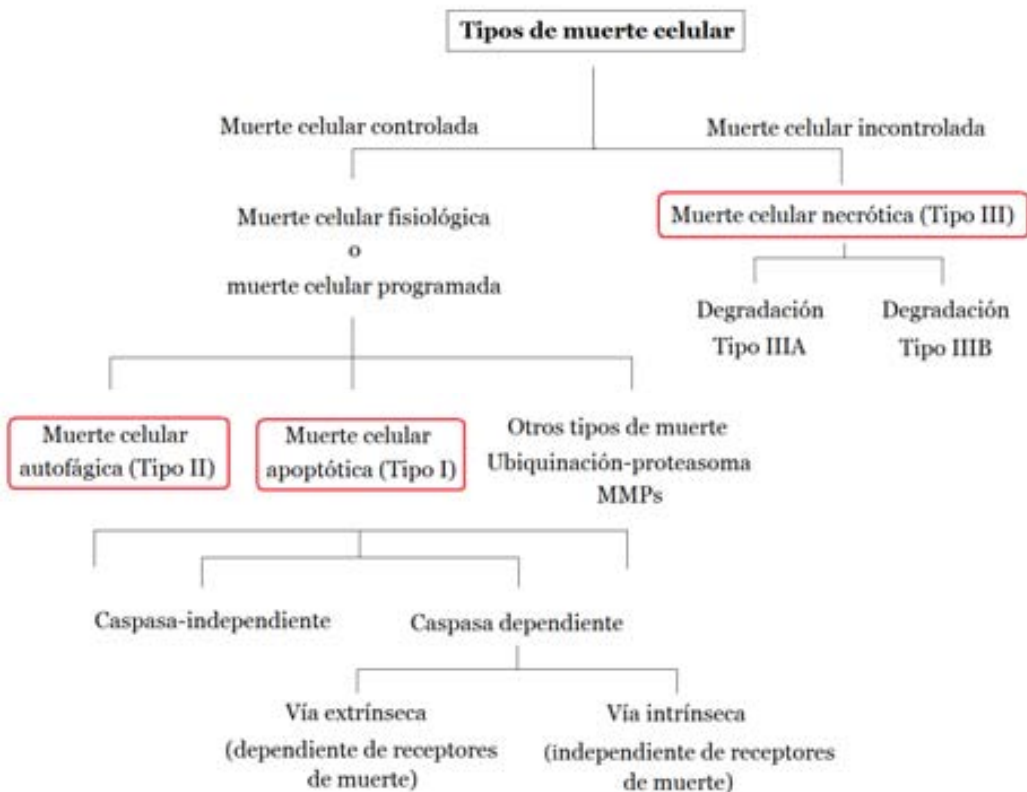 Tipos de muerte celular
Muerte celular controlada
Muerte celular incontrolada
Muerte celular fisiológica
o
muerte celular programada
Muerte celular necrótica (Tipo III)
Degradación
Tipo IIIA
Degradación
Tipo IIIB
Muerte celular
autofágica (Tipo II)
Muerte celular
apoptótica (Tipo I)
Otros tipos de muerte
Ubiquinación-proteasoma
MMPs
Caspasa-independiente
Caspasa dependiente
Vía extrínseca
(dependiente de receptores
de muerte)
Vía intrínseca
(independiente de receptores
de muerte)